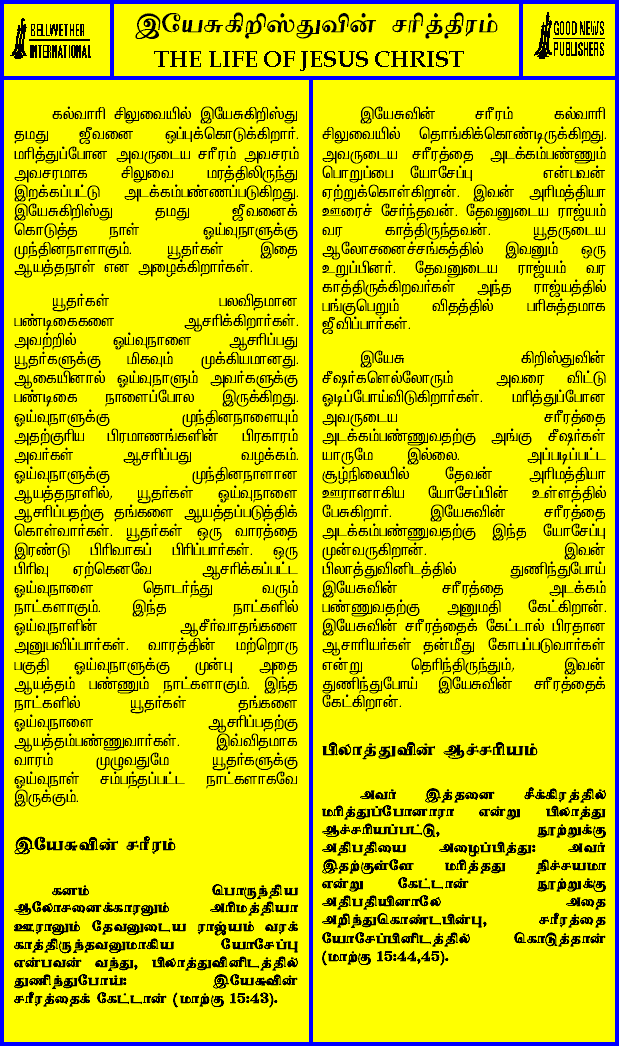 BELLWETHER
INTERNATIONAL
இயேசுகிறிஸ்துவின் சரித்திரம்
THE LIFE OF JESUS CHRIST
GOOD NEWS
PUBLISHERS
கல்வாரி சிலுவையில் இயேசுகிறிஸ்து
தமது ஜீவனை ஒப்புக்கொடுக்கிறார்.
மரித்துப்போன அவருடைய சரீரம் அவசரம்
அவசரமாக சிலுவை மரத்திலிருந்து
இறக்கப்பட்டு அடக்கம்பண்ணப்படுகிறது.
இயேசுகிறிஸ்து தமது ஜீவனைக்
கொடுத்த நாள் ஓய்வுநாளுக்கு
முந்தினநாளாகும். யூதர்கள் இதை
ஆயத்தநாள் என அழைக்கிறார்கள்.
யூதர்கள் பலவிதமான
பண்டிகைகளை ஆசரிக்கிறார்கள்.
அவற்றில் ஓய்வுநாளை ஆசரிப்பது
யூதர்களுக்கு மிகவும் முக்கியமானது.
ஆகையினால் ஓய்வுநாளும் அவர்களுக்கு
பண்டிகை நாளைப்போல இருக்கிறது.
ஓய்வுநாளுக்கு முந்தினநாளையும்
அதற்குரிய பிரமாணங்களின் பிரகாரம்
அவர்கள் ஆசரிப்பது வழக்கம்.
ஓய்வுநாளுக்கு முந்தினநாளான
ஆயத்தநாளில், யூதர்கள் ஓய்வுநாளை
ஆசரிப்பதற்கு தங்களை ஆயத்தப்படுத்திக்
கொள்வார்கள். யூதர்கள் ஒரு வாரத்தை
இரண்டு பிரிவாகப் பிரிப்பார்கள். ஒரு
பிரிவு ஏற்கெனவே ஆசரிக்கப்பட்ட
ஓய்வுநாளை தொடர்ந்து வரும்
நாட்களாகும். இந்த நாட்களில்
ஓய்வுநாளின் ஆசீர்வாதங்களை
அனுபவிப்பார்கள். வாரத்தின் மற்றொரு
பகுதி ஓய்வுநாளுக்கு முன்பு அதை
ஆயத்தம் பண்ணும் நாட்களாகும். இந்த
நாட்களில் யூதர்கள் தங்களை
ஓய்வுநாளை ஆசரிப்பதற்கு
ஆயத்தம்பண்ணுவார்கள். இவ்விதமாக
வாரம் முழுவதுமே யூதர்களுக்கு
ஓய்வுநாள் சம்பந்தப்பட்ட நாட்களாகவே
இருக்கும்.
இயேசுவின் சரீரம்
கனம் பொருந்திய
ஆலோசனைக்காரனும் அரிமத்தியா
ஊரானும் தேவனுடைய ராஜ்யம் வரக்
காத்திருந்தவனுமாகிய யோசேப்பு
என்பவன் வந்து, பிலாத்துவினிடத்தில்
துணிந்துபோய்: இயேசுவின்
சரீரத்தைக் கேட்டான் (மாற்கு 15:43).
இயேசுவின் சரீரம் கல்வாரி
சிலுவையில் தொங்கிக்கொண்டிருக்கிறது.
அவருடைய சரீரத்தை அடக்கம்பண்ணும்
பொறுப்பை யோசேப்பு என்பவன்
ஏற்றுக்கொள்கிறான். இவன் அரிமத்தியா
ஊரைச் சேர்ந்தவன். தேவனுடைய ராஜ்யம்
வர காத்திருந்தவன். யூதருடைய
ஆலோசனைச்சங்கத்தில் இவனும் ஒரு
உறுப்பினர். தேவனுடைய ராஜ்யம் வர
காத்திருக்கிறவர்கள் அந்த ராஜ்யத்தில்
பங்குபெறும் விதத்தில் பரிசுத்தமாக
ஜீவிப்பார்கள்.
இயேசு கிறிஸ்துவின்
சீஷர்களெல்லோரும் அவரை விட்டு
ஓடிப்போய்விடுகிறார்கள். மரித்துப்போன
அவருடைய சரீரத்தை
அடக்கம்பண்ணுவதற்கு அங்கு சீஷர்கள்
யாருமே இல்லை. அப்படிப்பட்ட
சூழ்நிலையில் தேவன் அரிமத்தியா
ஊரானாகிய யோசேப்பின் உள்ளத்தில்
பேசுகிறார். இயேசுவின் சரீரத்தை
அடக்கம்பண்ணுவதற்கு இந்த யோசேப்பு
முன்வருகிறான். இவன்
பிலாத்துவினிடத்தில் துணிந்துபோய்
இயேசுவின் சரீரத்தை அடக்கம்
பண்ணுவதற்கு அனுமதி கேட்கிறான்.
இயேசுவின் சரீரத்தைக் கேட்டால் பிரதான
ஆசாரியர்கள் தன்மீது கோபப்படுவார்கள்
என்று தெரிந்திருந்தும், இவன்
துணிந்துபோய் இயேசுவின் சரீரத்தைக்
கேட்கிறான்.
பிலாத்துவின் ஆச்சரியம்
அவர் இத்தனை சீக்கிரத்தில்
மரித்துப்போனாரா என்று பிலாத்து
ஆச்சரியப்பட்டு, நூற்றுக்கு
அதிபதியை அழைப்பித்து: அவர்
இதற்குள்ளே மரித்தது நிச்சயமா
என்று கேட்டான் நூற்றுக்கு
அதிபதியினாலே அதை
அறிந்துகொண்டபின்பு, சரீரத்தை
யோசேப்பினிடத்தில் கொடுத்தான்
(மாற்கு 15:44,45).